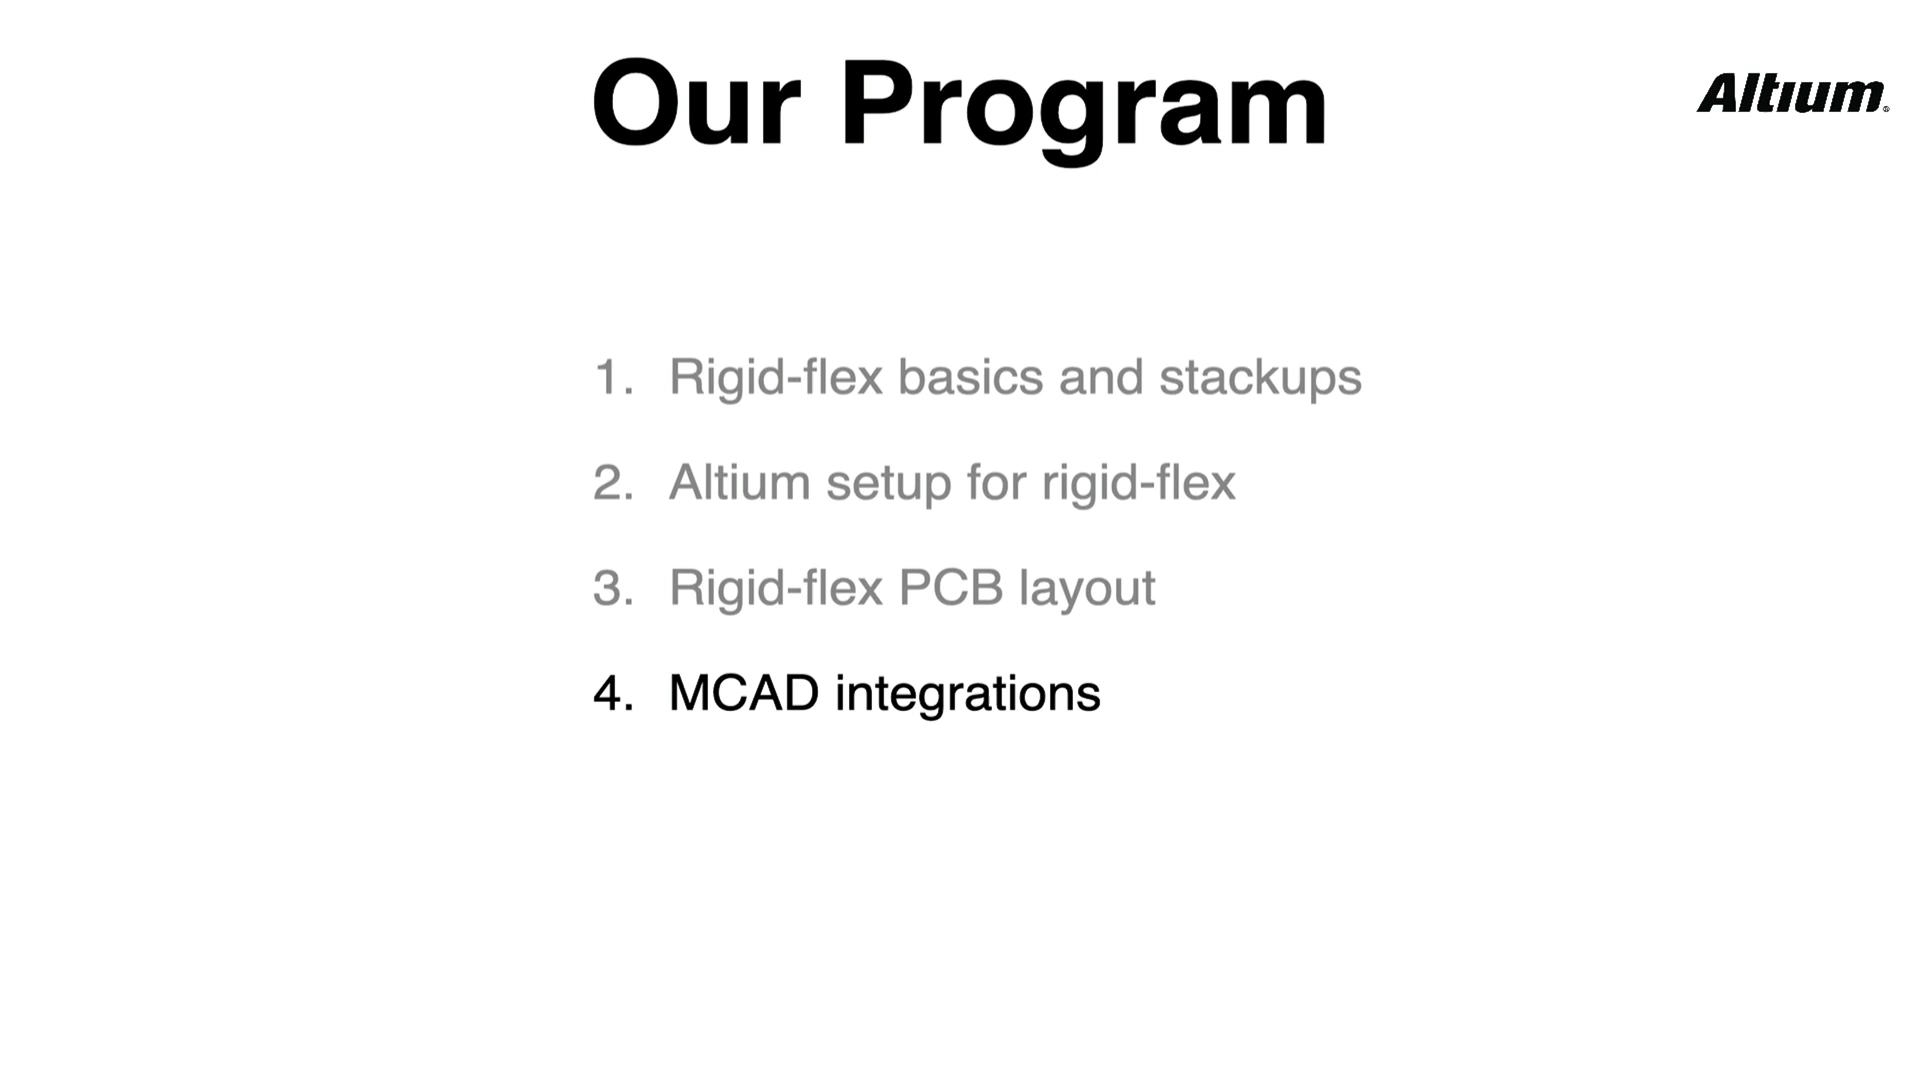 Our Program
Altium
1. Rigid-flex basics and stackups
2. Altium setup for rigid-flex
3. Rigid-flex PCB layout
4. MCAD integrations